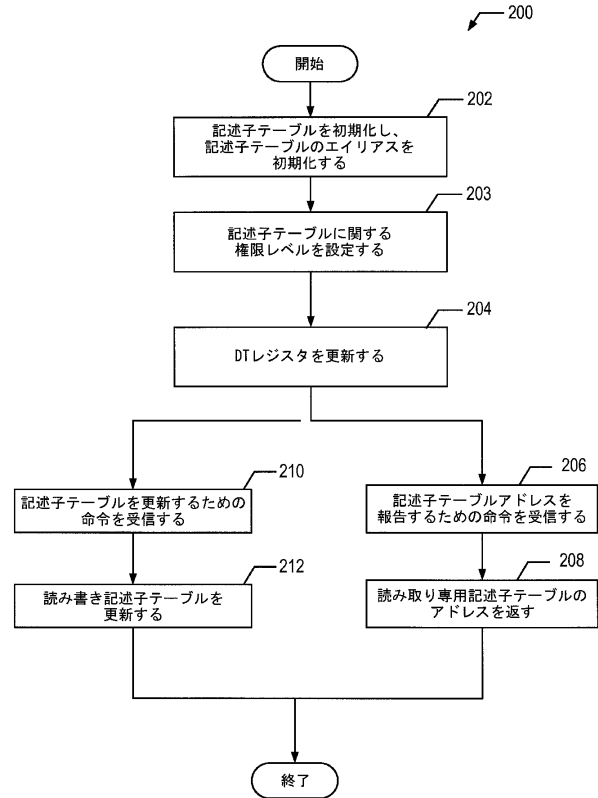 200
開始
202
記述子テーブルを初期化し、
記述子テーブルのエイリアスを
初期化する
203
記述子テーブルに関する
権限レベルを設定する
204
DTレジスタを更新する
210
記述子テーブルを更新するための
命令を受信する
206
記述子テーブルアドレスを
報告するための命令を受信する
212
読み書き記述子テーブルを
更新する
208
読み取り専用記述子テーブルの
アドレスを返す
終了